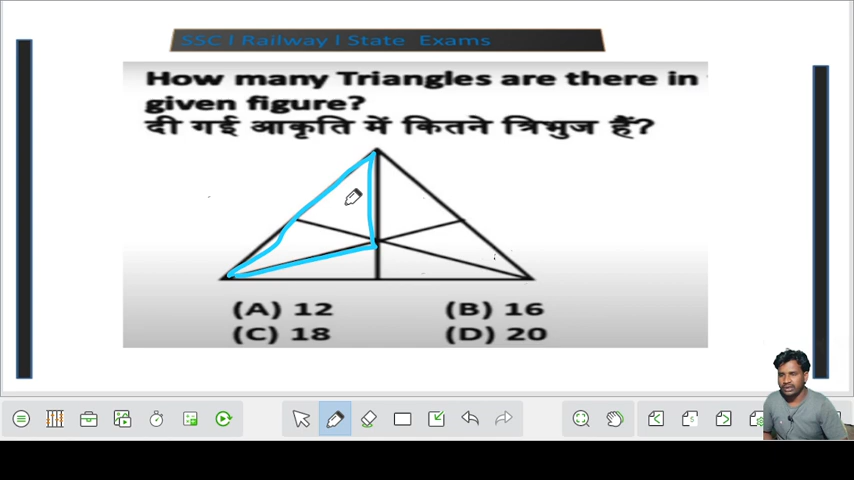 SSC l Railway l State Exams
How many Triangles are there in
given figure?
दी गई आकृति में कितने त्रिभुज हैं?
(A) 12 (B) 16
(C) 18 (D) 20
5